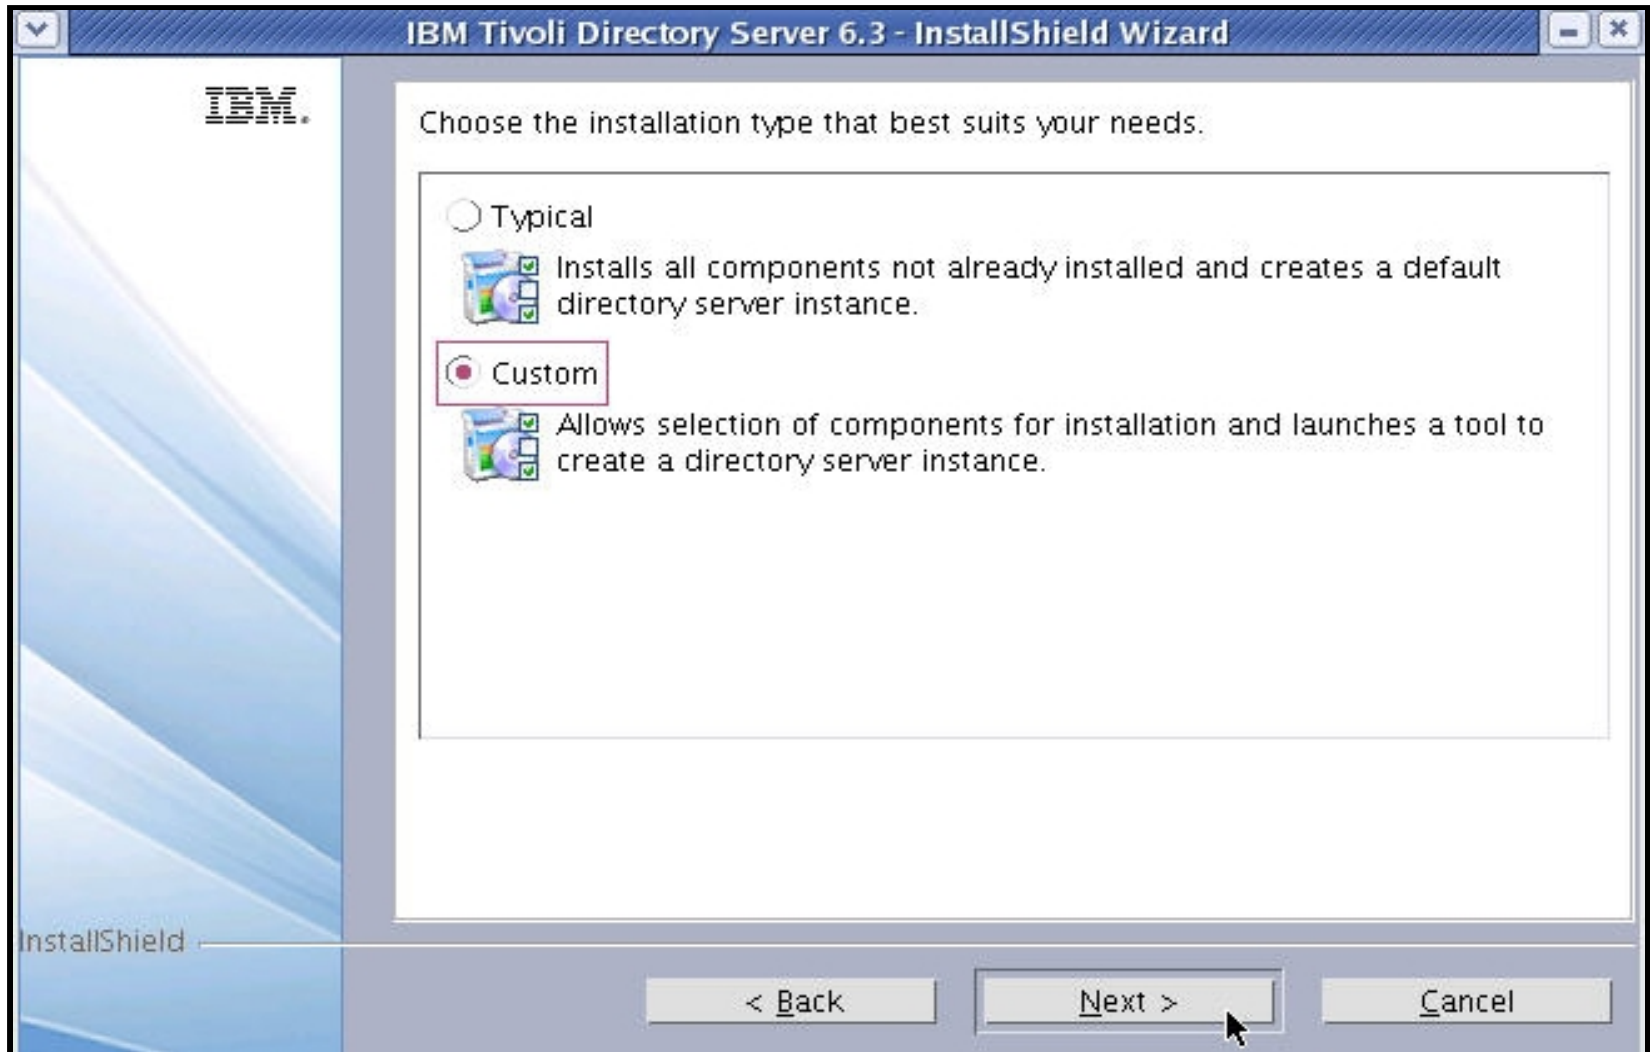 IBM Tivoli Directory Server 6.3 - InstallShield Wizard
IBM.
Choose the installation type that best suits your needs.
Typical
Installs all components not already installed and creates a default
directory server instance.
Custom
Allows selection of components for installation and launches a tool to
create a directory server instance.
InstallShield
< Back
Next >
Cancel